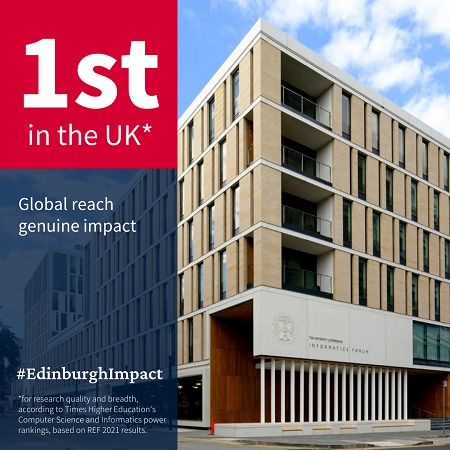 1st
in the UK*
Global reach
genuine impact
#EdinburghImpact
*for research quality and breadth,
according to Times Higher Education's
Computer Science and Informatics power
rankings, based on REF 2021 results.
THE UNIVERSITY of EDINBURGH
INFORMATICS FORUM